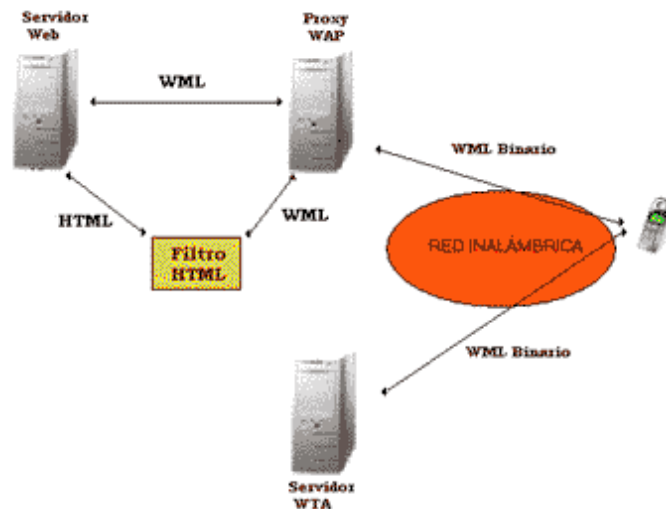 Servidor
Web
Proxy
WAP
WML
WML Binario
HTML
WML
Filtro
HTML
RED INALÁMBRICA
WML Binario
Servidor
WTA